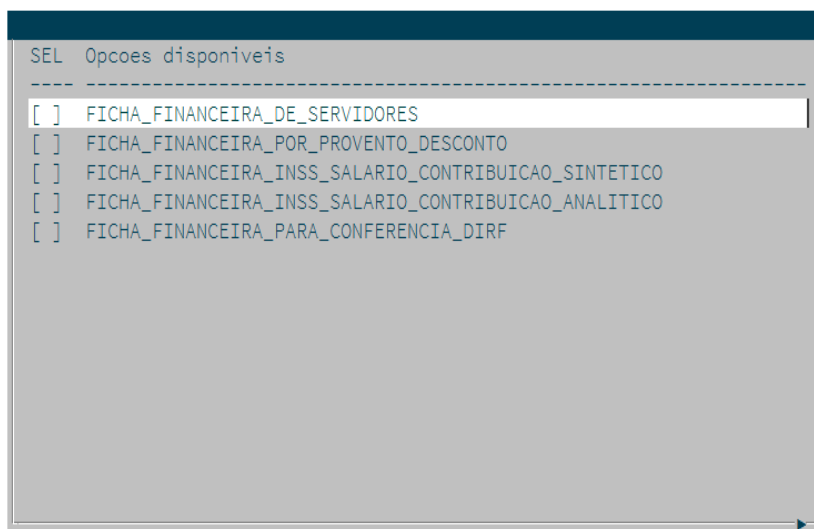 SEL Opcoes disponiveis
---- -----------------------------------------------------------------
[ ] FICHA_FINANCEIRA_DE_SERVIDORES
[ ] FICHA_FINANCEIRA_POR_PROVENTO_DESCONTO
[ ] FICHA_FINANCEIRA_INSS_SALARIO_CONTRIBUICAO_SINTETICO
[ ] FICHA_FINANCEIRA_INSS_SALARIO_CONTRIBUICAO_ANALITICO
[ ] FICHA_FINANCEIRA_PARA_CONFERENCIA_DIRF